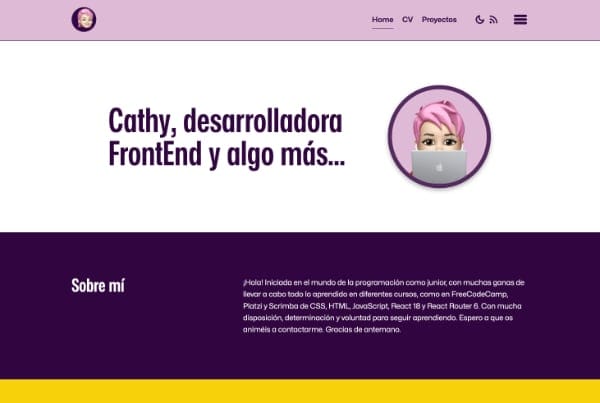 Home CV Proyectos
Cathy, desarrolladora
FrontEnd y algo más...
Sobre mí
¡Hola! Iniciada en el mundo de la programación como junior, con muchas ganas de
llevar a cabo todo lo aprendido en diferentes cursos, como en FreeCodeCamp,
Platzi y Scrimba de CSS, HTML, JavaScript, React 18 y React Router 6. Con mucha
disposición, determinación y voluntad para seguir aprendiendo. Espero a que os
animéis a contactarme. Gracias de antemano.